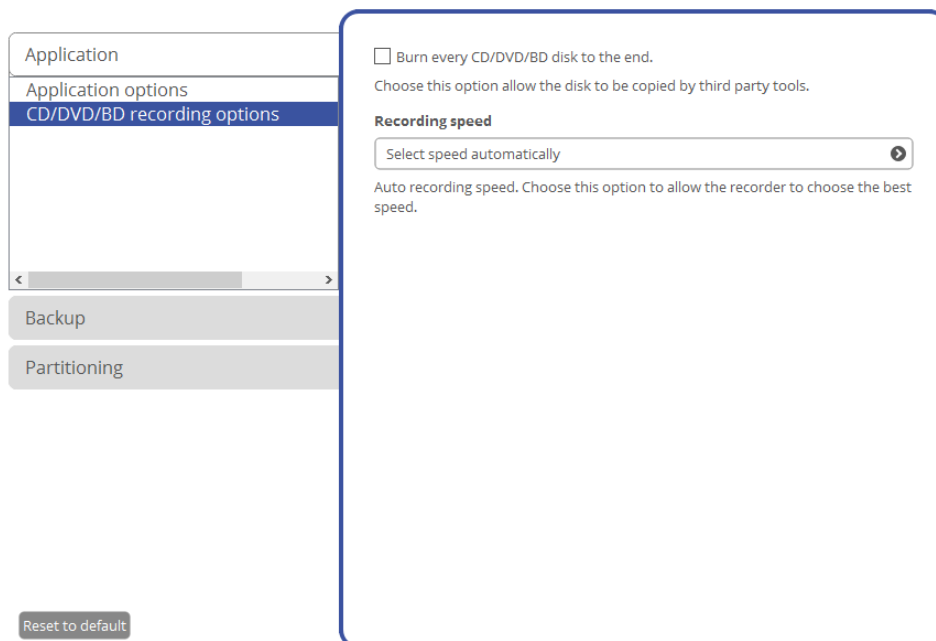 Application
Application options
CD/DVD/BD recording options
Backup
Partitioning
Reset to default
Burn every CD/DVD/BD disk to the end.
Choose this option allow the disk to be copied by third party tools.
Recording speed
Select speed automatically
Auto recording speed. Choose this option to allow the recorder to choose the best
speed.